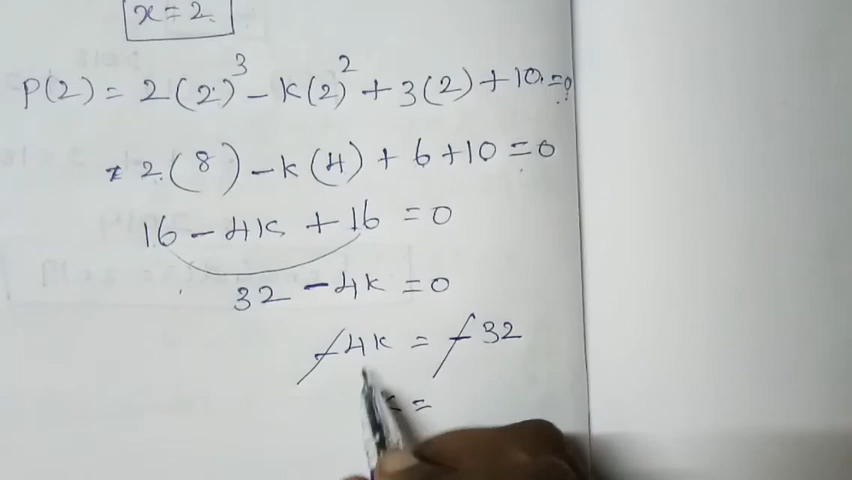 x=2.
P(2) = 2(2)³ - k(2)² + 3(2) + 10 = 0
2(8) - k(4) + 6 + 10 = 0
16 - 4k + 16 = 0
32 - 4k = 0
-4k = -32
k =